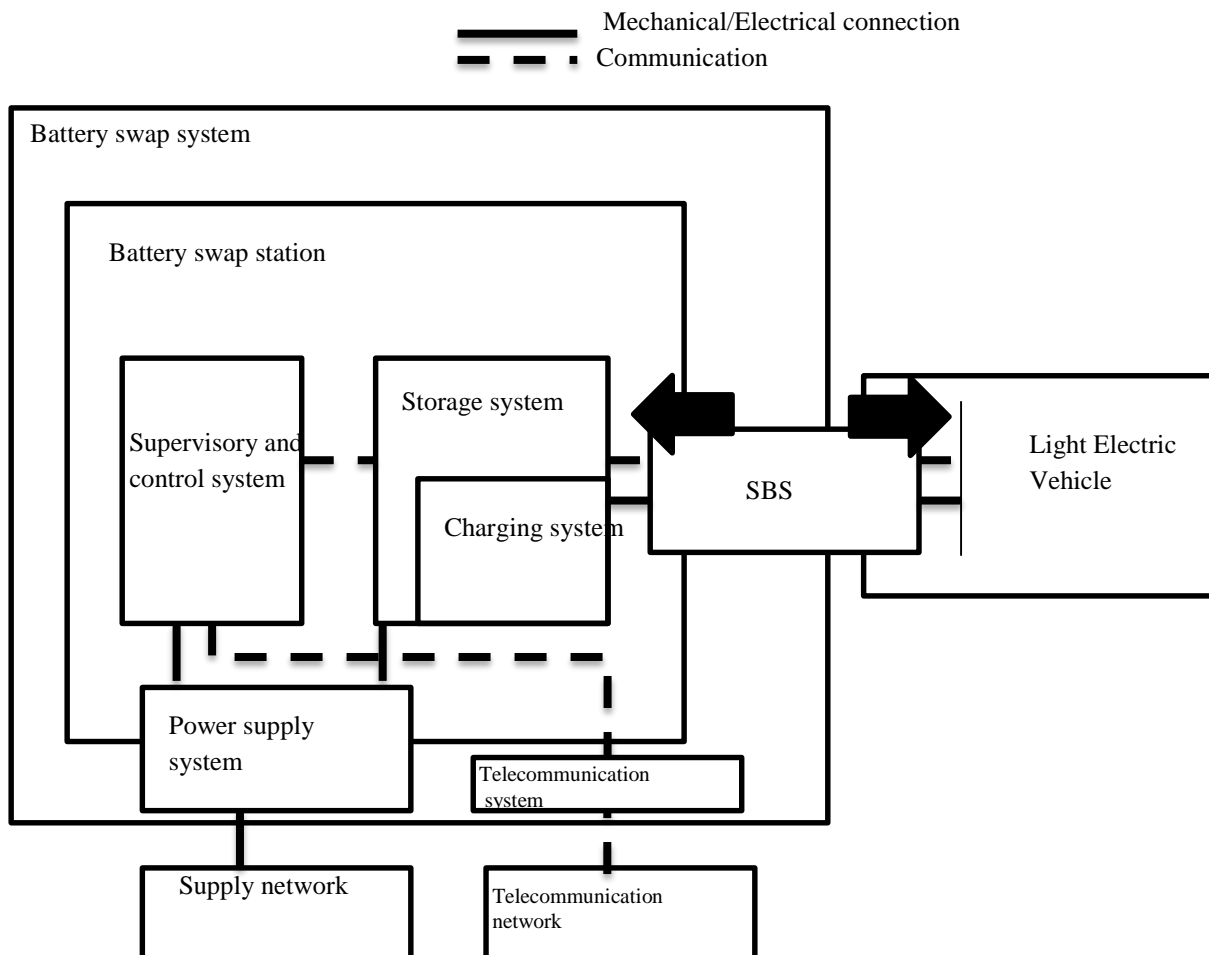 Mechanical/Electrical connection
Communication
Battery swap system
Battery swap station
Storage system
Supervisory and
control system
Light Electric
Vehicle
SBS
Charging system
Power supply
system
Telecommunication
system
Supply network
Telecommunication
network